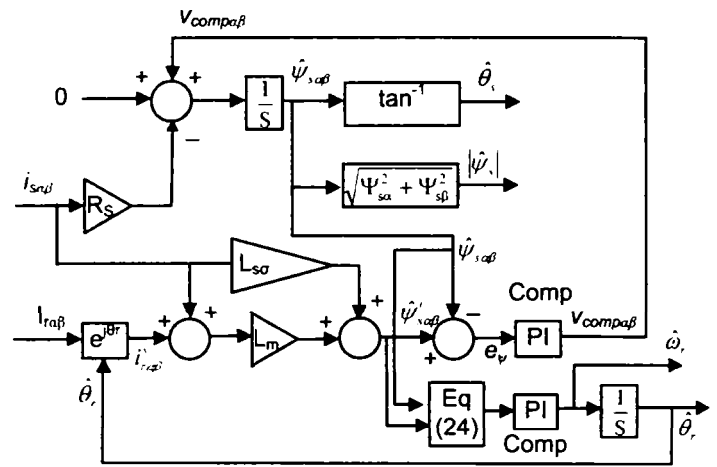 v_compαβ
+ +
0
−
1/S
ψ̂_sαβ
tan⁻¹
θ̂_s
i_sαβ
R_S
√(Ψ²_sα + Ψ²_sβ)
|ψ̂_s|
L_sσ
ψ̂_sαβ
Comp
I_rαβ
e^jθr
+ +
i'_rαβ
L_m
+ +
ψ̂'_sαβ
−
+
e_ψ
PI
v_compαβ
ω̂_r
θ̂_r
Eq
(24)
PI
Comp
1/S
θ̂_r